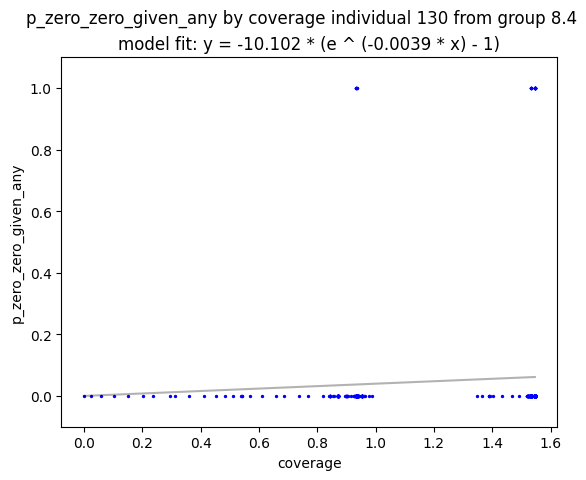 p_zero_zero_given_any by coverage individual 130 from group 8.4
model fit: y = -10.102 * (e ^ (-0.0039 * x) - 1)
1.0
0.8
0.6
0.4
0.2
0.0
p_zero_zero_given_any
0.0 0.2 0.4 0.6 0.8 1.0 1.2 1.4 1.6
coverage